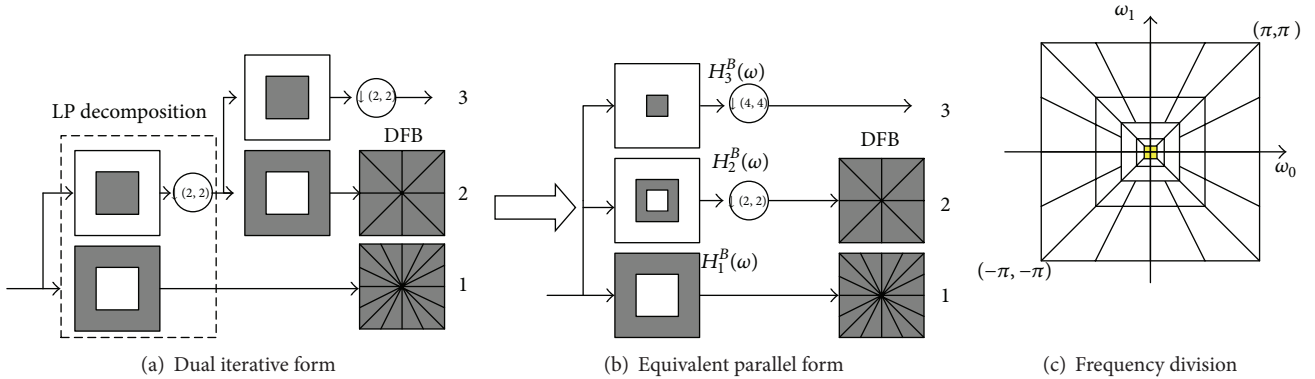 LP decomposition
↓ (2, 2)
↓ (2, 2)
3
DFB
2
1
(a) Dual iterative form
H_3^B(ω)
↓ (4, 4)
3
DFB
H_2^B(ω)
↓ (2, 2)
2
H_1^B(ω)
1
(b) Equivalent parallel form
ω_1
(π,π)
ω_0
(−π, −π)
(c) Frequency division